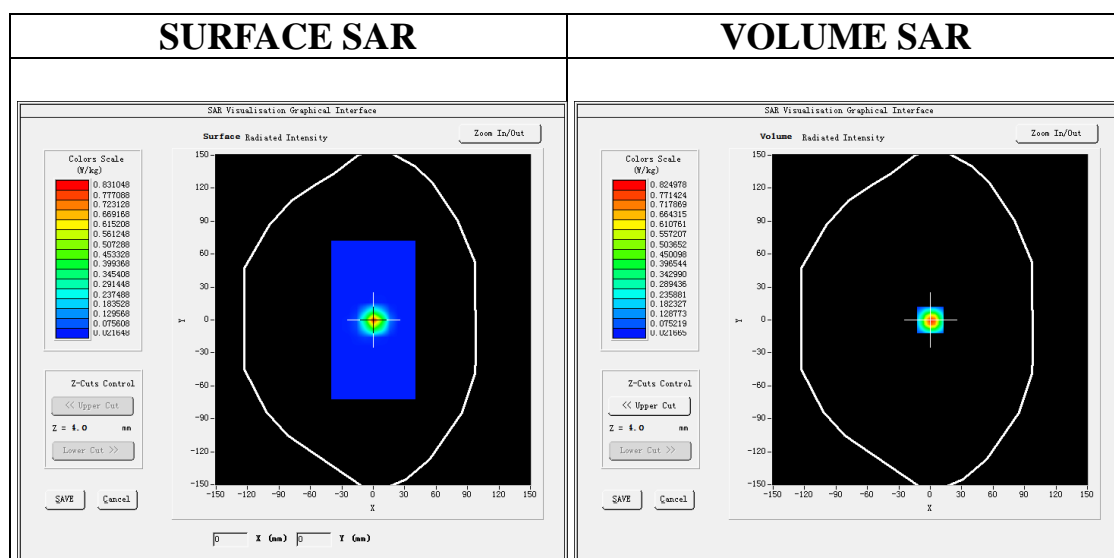 SURFACE SAR
VOLUME SAR
SAR Visualisation Graphical Interface
Surface Radiated Intensity
Zoom In/Out
Colors Scale
(W/kg)
0.831048
0.777088
0.723128
0.669168
0.615208
0.561248
0.507288
0.453328
0.399368
0.345408
0.291448
0.237488
0.183528
0.129568
0.075608
0.021648
150
120
90
60
30
0
-30
-60
-90
-120
-150
Y
-150 -120 -90 -60 -30 0 30 60 90 120 150
X
Z-Cuts Control
<< Upper Cut
Z = 4.0 mm
Lower Cut >>
SAVE Cancel
0 X (mm) 0 Y (mm)
SAR Visualisation Graphical Interface
Volume Radiated Intensity
Zoom In/Out
Colors Scale
(W/kg)
0.824978
0.771424
0.717869
0.664315
0.610761
0.557207
0.503652
0.450098
0.396544
0.342990
0.289436
0.235881
0.182327
0.128773
0.075219
0.021665
150
120
90
60
30
0
-30
-60
-90
-120
-150
Y
-150 -120 -90 -60 -30 0 30 60 90 120 150
X
Z-Cuts Control
<< Upper Cut
Z = 4.0 mm
Lower Cut >>
SAVE Cancel